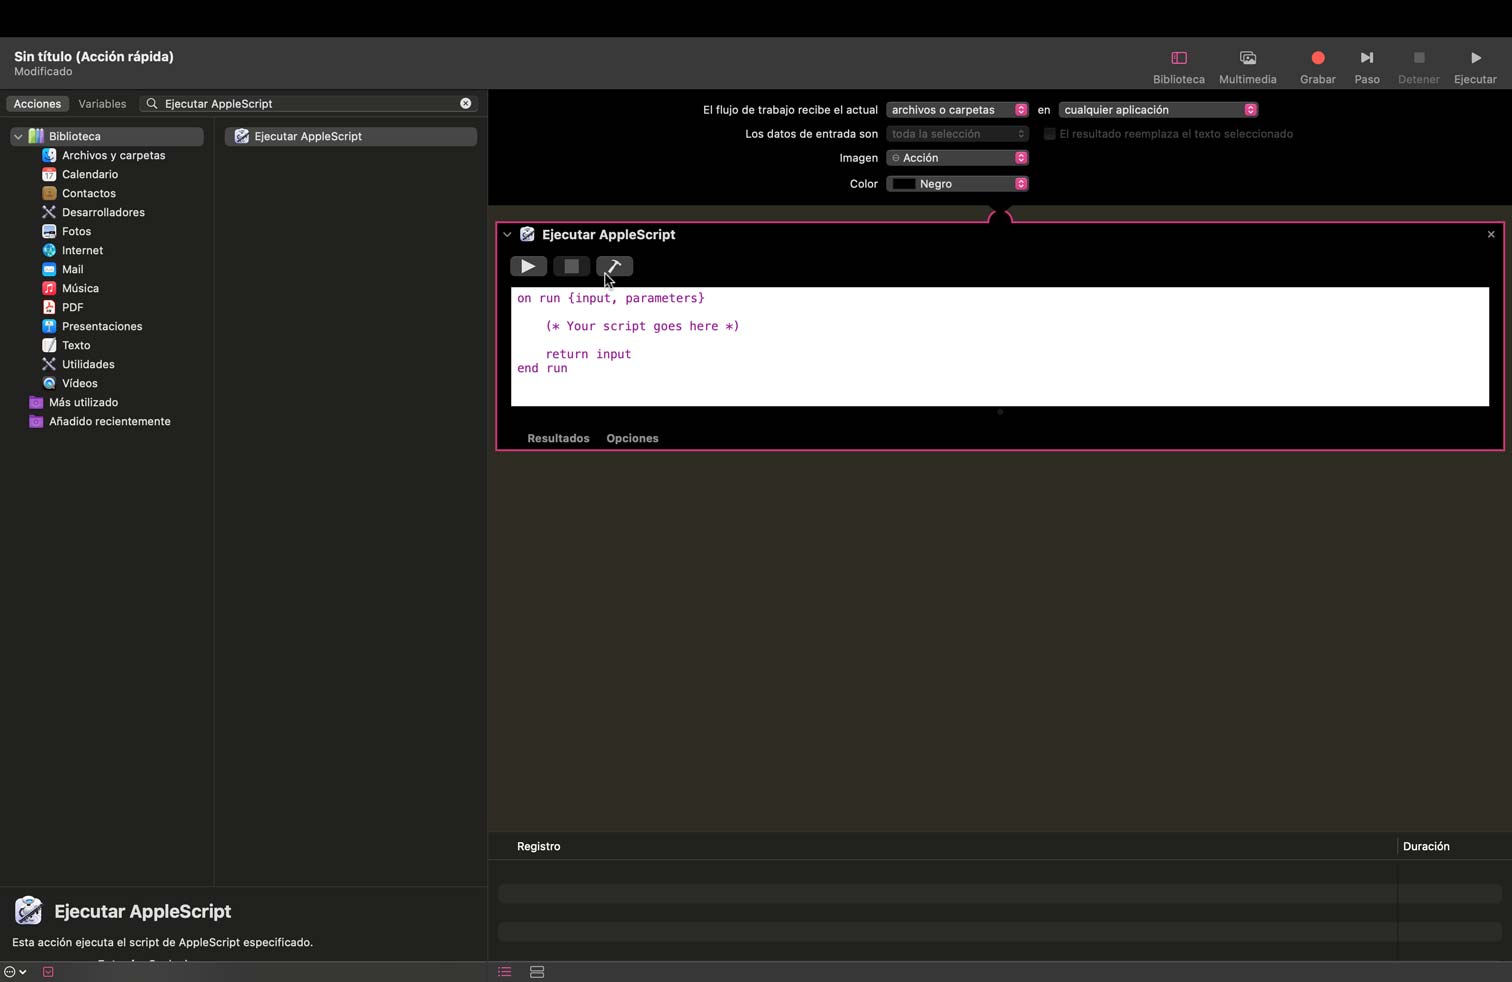 Sin título (Acción rápida)
Modificado
Biblioteca
Multimedia
Grabar
Paso
Detener
Ejecutar
Acciones
Variables
Ejecutar AppleScript
Biblioteca
Archivos y carpetas
17
Calendario
Contactos
Desarrolladores
Fotos
Internet
Mail
Música
PDF
Presentaciones
Texto
Utilidades
Vídeos
Más utilizado
Añadido recientemente
Ejecutar AppleScript
El flujo de trabajo recibe el actual archivos o carpetas en cualquier aplicación
Los datos de entrada son toda la selección El resultado reemplaza el texto seleccionado
Imagen Acción
Color Negro
Ejecutar AppleScript
on run {input, parameters}
(* Your script goes here *)
return input
end run
Resultados Opciones
Registro Duración
Ejecutar AppleScript
Esta acción ejecuta el script de AppleScript especificado.